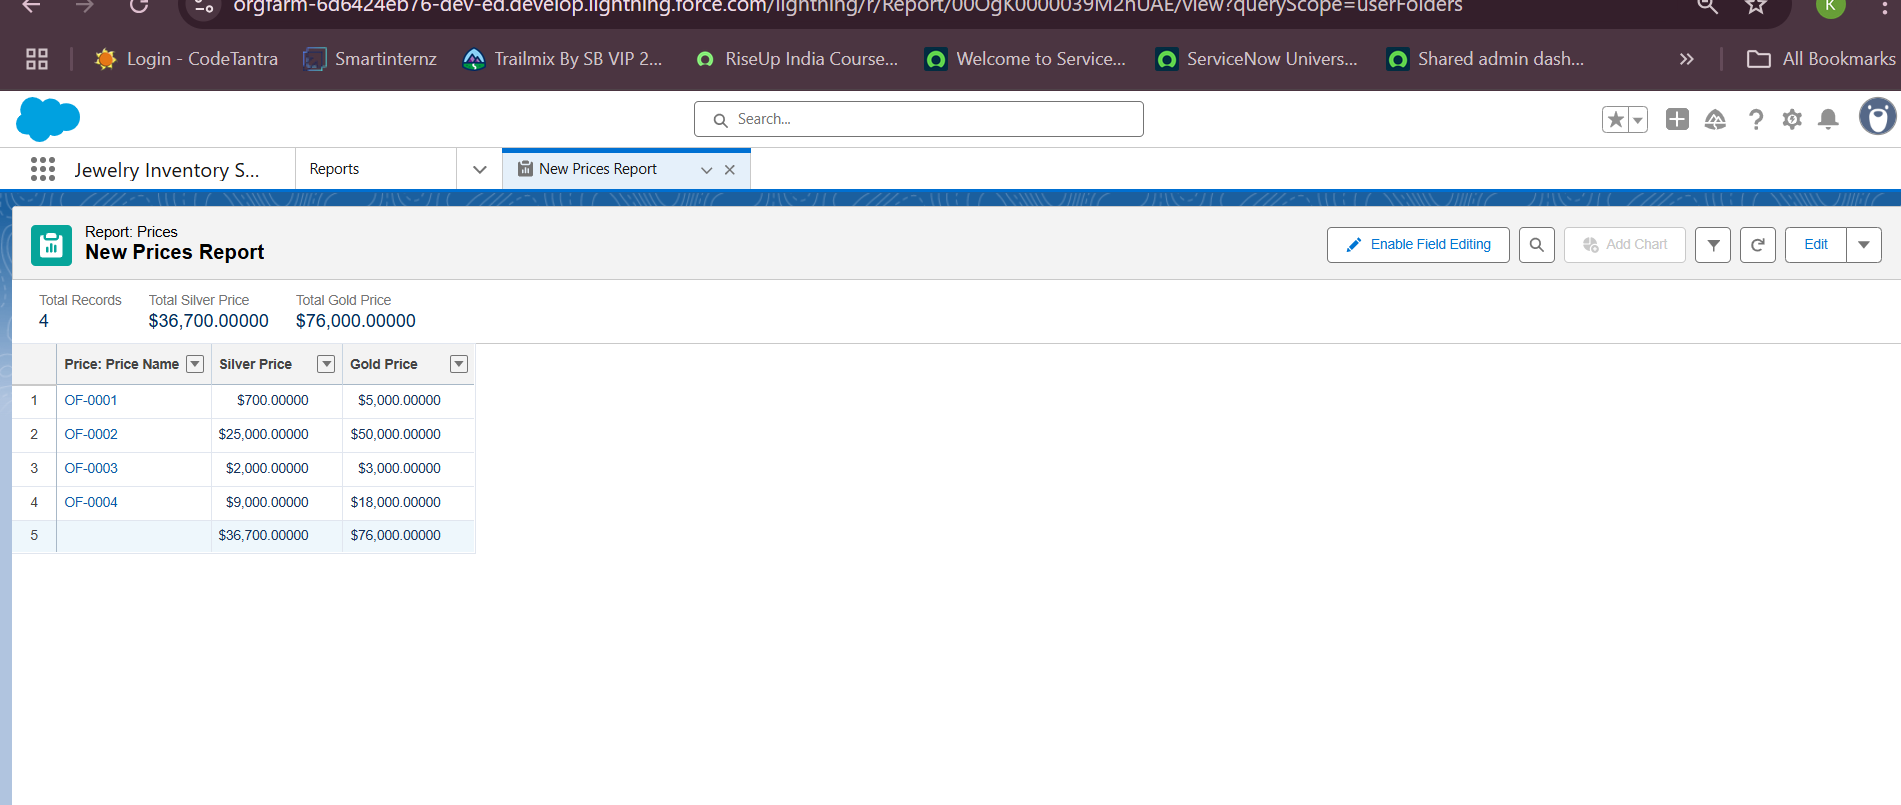 orgfarm-6d6424eb76-dev-ed.develop.lightning.force.com/lightning/r/Report/00OgK0000039M2hUAE/view?queryScope=userFolders
K
Login - CodeTantra
Smartinternz
Trailmix By SB VIP 2...
RiseUp India Course...
Welcome to Service...
ServiceNow Univers...
Shared admin dash...
All Bookmarks
Search...
Jewelry Inventory S...
Reports
New Prices Report
Report: Prices
New Prices Report
Enable Field Editing
Add Chart
Edit
Total Records Total Silver Price Total Gold Price
4 $36,700.00000 $76,000.00000
Price: Price Name Silver Price Gold Price
1 OF-0001 $700.00000 $5,000.00000
2 OF-0002 $25,000.00000 $50,000.00000
3 OF-0003 $2,000.00000 $3,000.00000
4 OF-0004 $9,000.00000 $18,000.00000
5 $36,700.00000 $76,000.00000